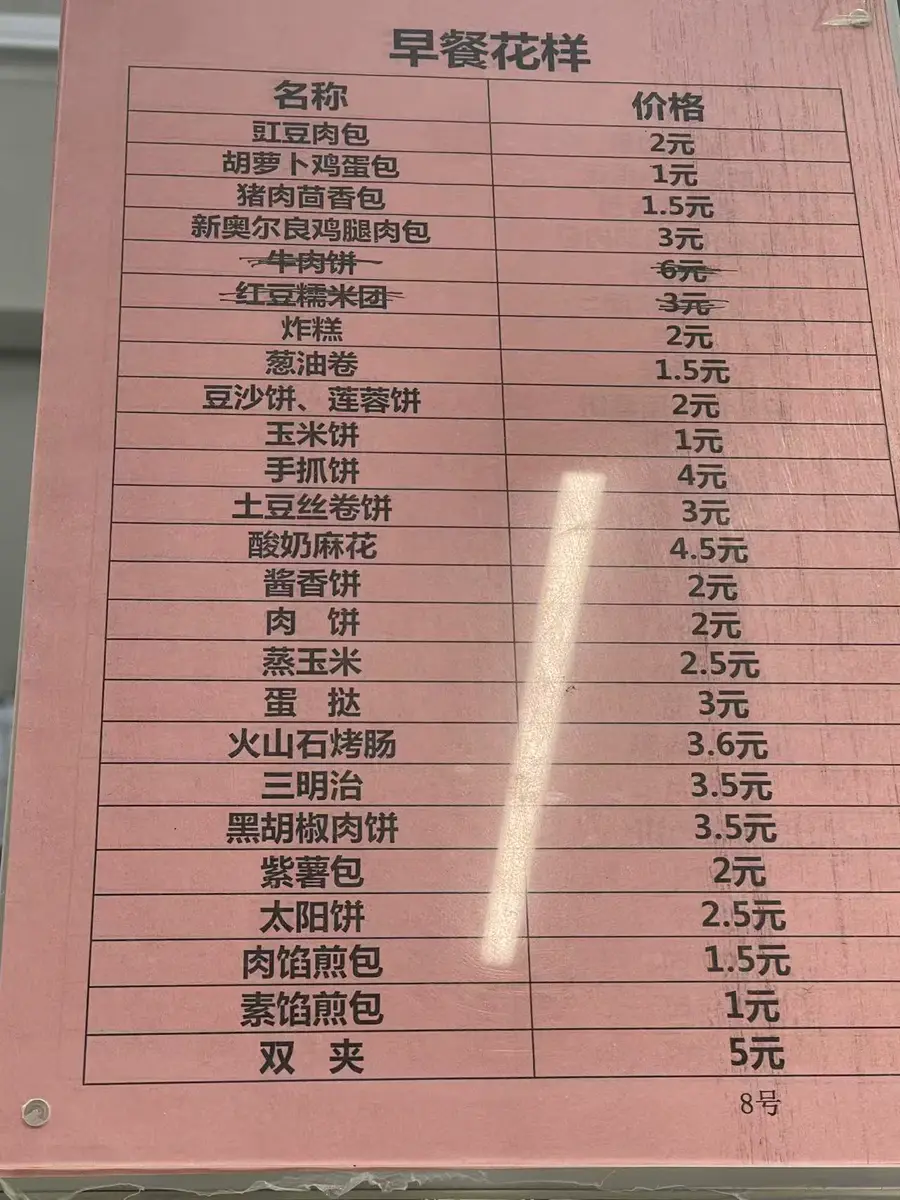 早餐花样
名称 价格
豇豆肉包 2元
胡萝卜鸡蛋包 1元
猪肉茴香包 1.5元
新奥尔良鸡腿肉包 3元
牛肉饼 6元
红豆糯米团 3元
炸糕 2元
葱油卷 1.5元
豆沙饼、莲蓉饼 2元
玉米饼 1元
手抓饼 4元
土豆丝卷饼 3元
酸奶麻花 4.5元
酱香饼 2元
肉 饼 2元
蒸玉米 2.5元
蛋 挞 3元
火山石烤肠 3.6元
三明治 3.5元
黑胡椒肉饼 3.5元
紫薯包 2元
太阳饼 2.5元
肉馅煎包 1.5元
素馅煎包 1元
双 夹 5元
8号